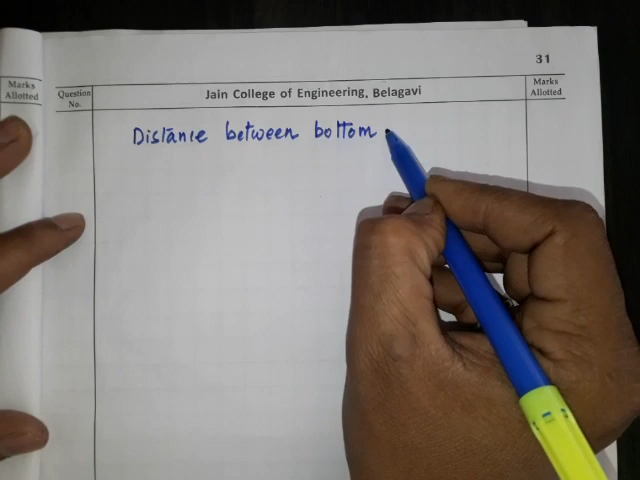 31
Marks
Allotted
Question
No.
Jain College of Engineering, Belagavi
Marks
Allotted
Distance between bottom